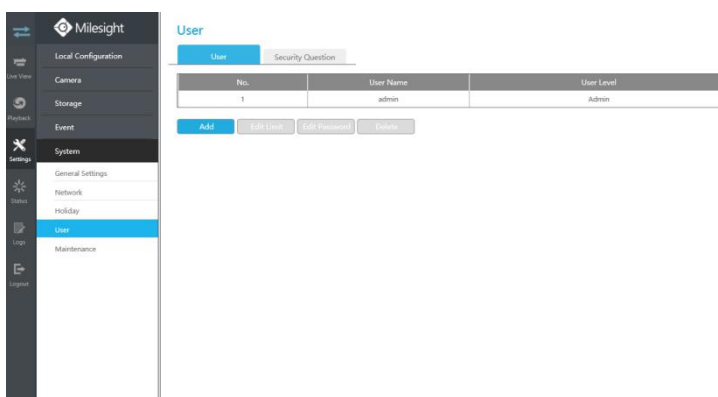 Milesight
Live View
Playback
Settings
Status
Logs
Logout
Local Configuration
Camera
Storage
Event
System
General Settings
Network
Holiday
User
Maintenance
User
User Security Question
No. User Name User Level
1 admin Admin
Add Edit Limit Edit Password Delete